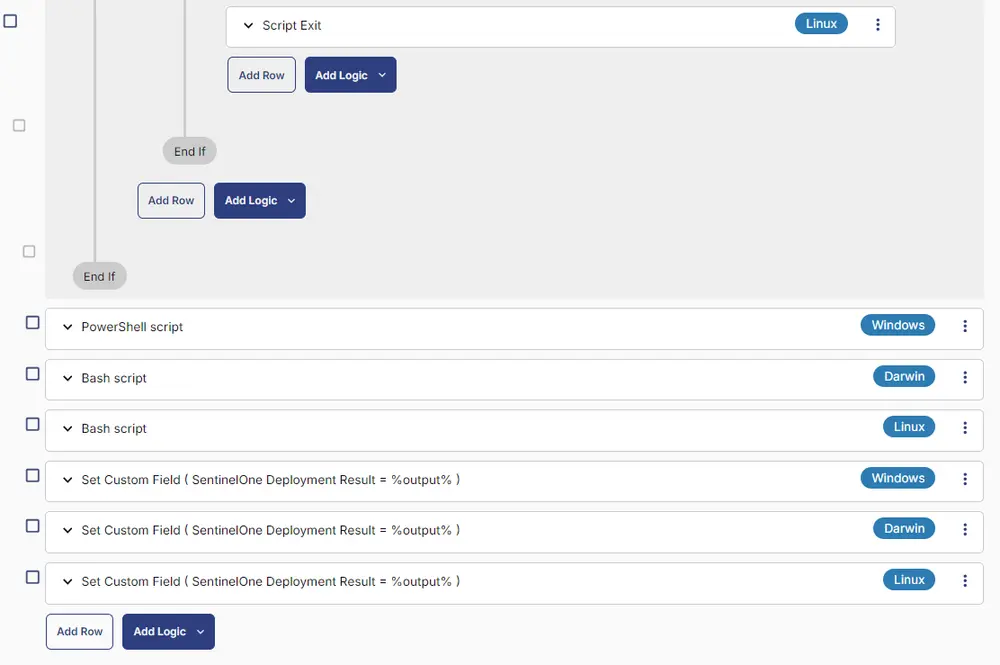 Script Exit Linux
Add Row Add Logic
End If
Add Row Add Logic
End If
PowerShell script Windows
Bash script Darwin
Bash script Linux
Set Custom Field ( SentinelOne Deployment Result = %output% ) Windows
Set Custom Field ( SentinelOne Deployment Result = %output% ) Darwin
Set Custom Field ( SentinelOne Deployment Result = %output% ) Linux
Add Row Add Logic